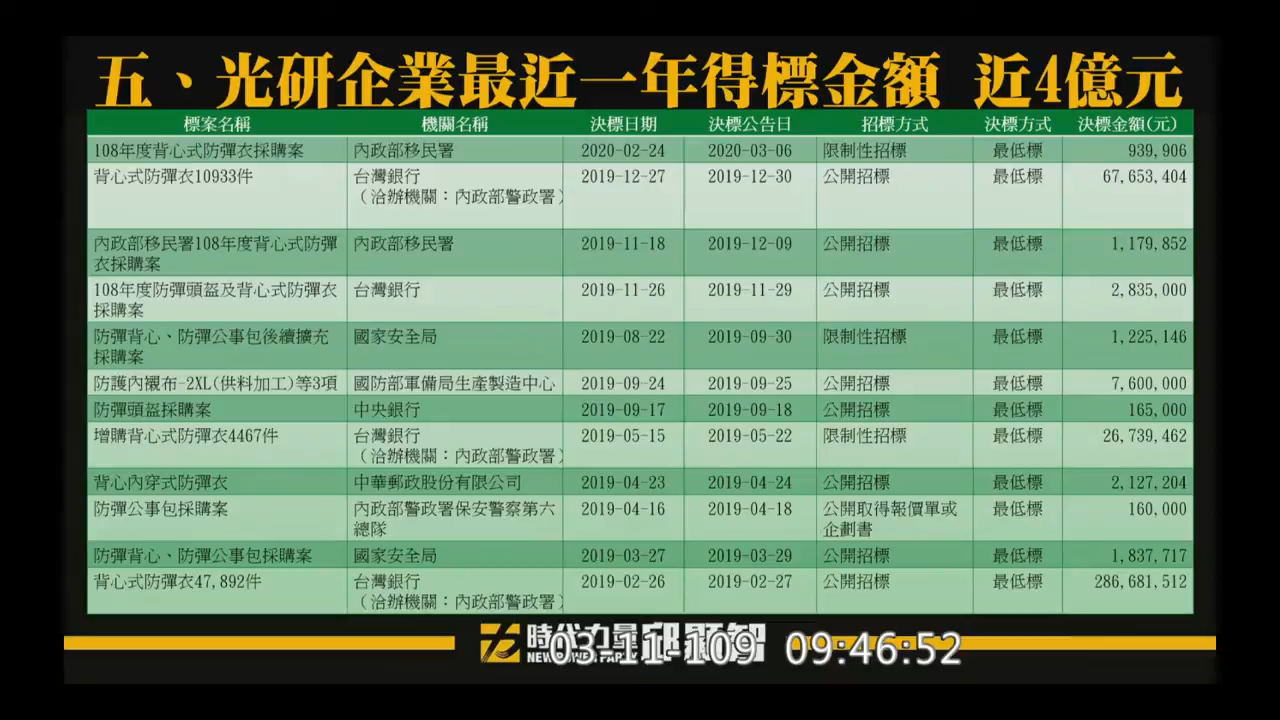 五、光研企業最近一年得標金額 近4億元
標案名稱 機關名稱 決標日期 決標公告日 招標方式 決標方式 決標金額(元)
108年度背心式防彈衣採購案 內政部移民署 2020-02-24 2020-03-06 限制性招標 最低標 939,906
背心式防彈衣10933件 台灣銀行 2019-12-27 2019-12-30 公開招標 最低標 67,653,404
（洽辦機關：內政部警政署）
內政部移民署108年度背心式防彈 內政部移民署 2019-11-18 2019-12-09 公開招標 最低標 1,179,852
衣採購案
108年度防彈頭盔及背心式防彈衣 台灣銀行 2019-11-26 2019-11-29 公開招標 最低標 2,835,000
採購案
防彈背心、防彈公事包後續擴充 國家安全局 2019-08-22 2019-09-30 限制性招標 最低標 1,225,146
採購案
防護內襯布-2XL(供料加工)等3項 國防部軍備局生產製造中心 2019-09-24 2019-09-25 公開招標 最低標 7,600,000
防彈頭盔採購案 中央銀行 2019-09-17 2019-09-18 公開招標 最低標 165,000
增購背心式防彈衣4467件 台灣銀行 2019-05-15 2019-05-22 限制性招標 最低標 26,739,462
（洽辦機關：內政部警政署）
背心內穿式防彈衣 中華郵政股份有限公司 2019-04-23 2019-04-24 公開招標 最低標 2,127,204
防彈公事包採購案 內政部警政署保安警察第六 2019-04-16 2019-04-18 公開取得報價單或 最低標 160,000
總隊 企劃書
防彈背心、防彈公事包採購案 國家安全局 2019-03-27 2019-03-29 公開招標 最低標 1,837,717
背心式防彈衣47,892件 台灣銀行 2019-02-26 2019-02-27 公開招標 最低標 286,681,512
（洽辦機關：內政部警政署）
時代力量 邱顯智
03-11-109 09:46:52